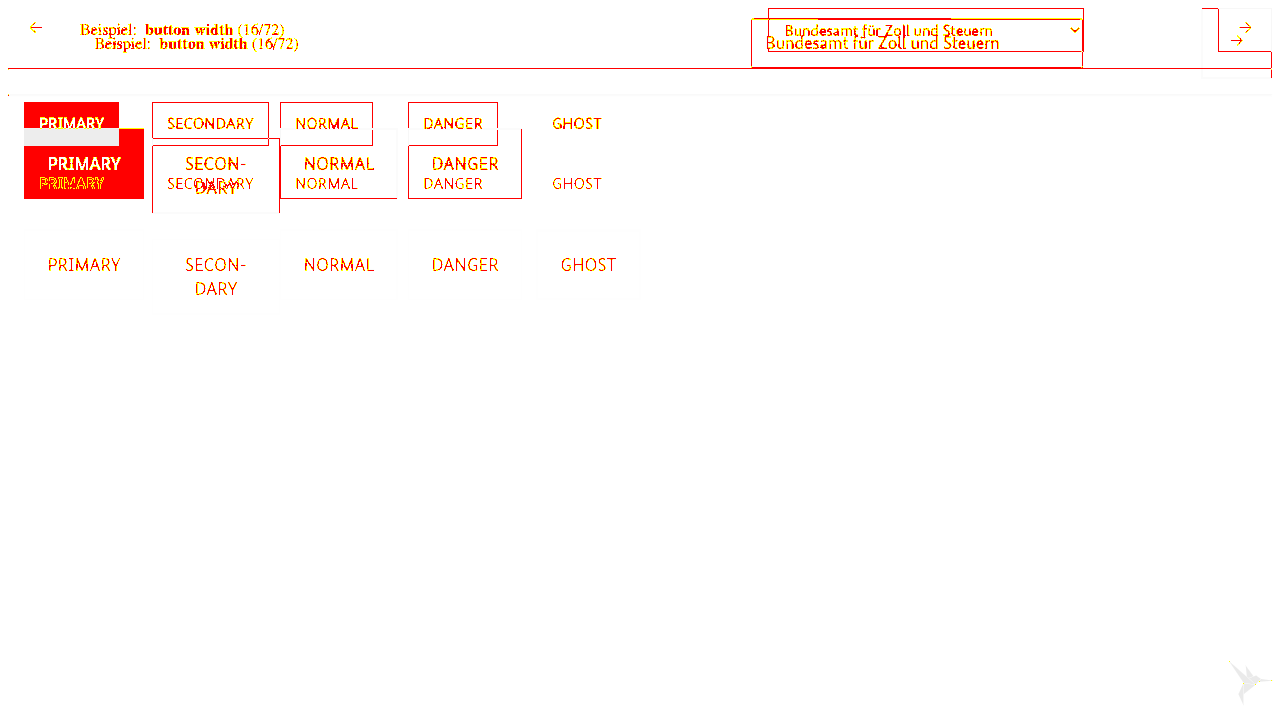 Beispiel: button width (16/72)
Bundesamt für Zoll und Steuern
Beispiel: button width (16/72)
Bundesamt für Zoll und Steuern
PRIMARY SECONDARY NORMAL DANGER GHOST
PRIMARY SECON- NORMAL DANGER
DARY
PRIMARY SECONDARY NORMAL DANGER GHOST
PRIMARY SECON- NORMAL DANGER GHOST
DARY